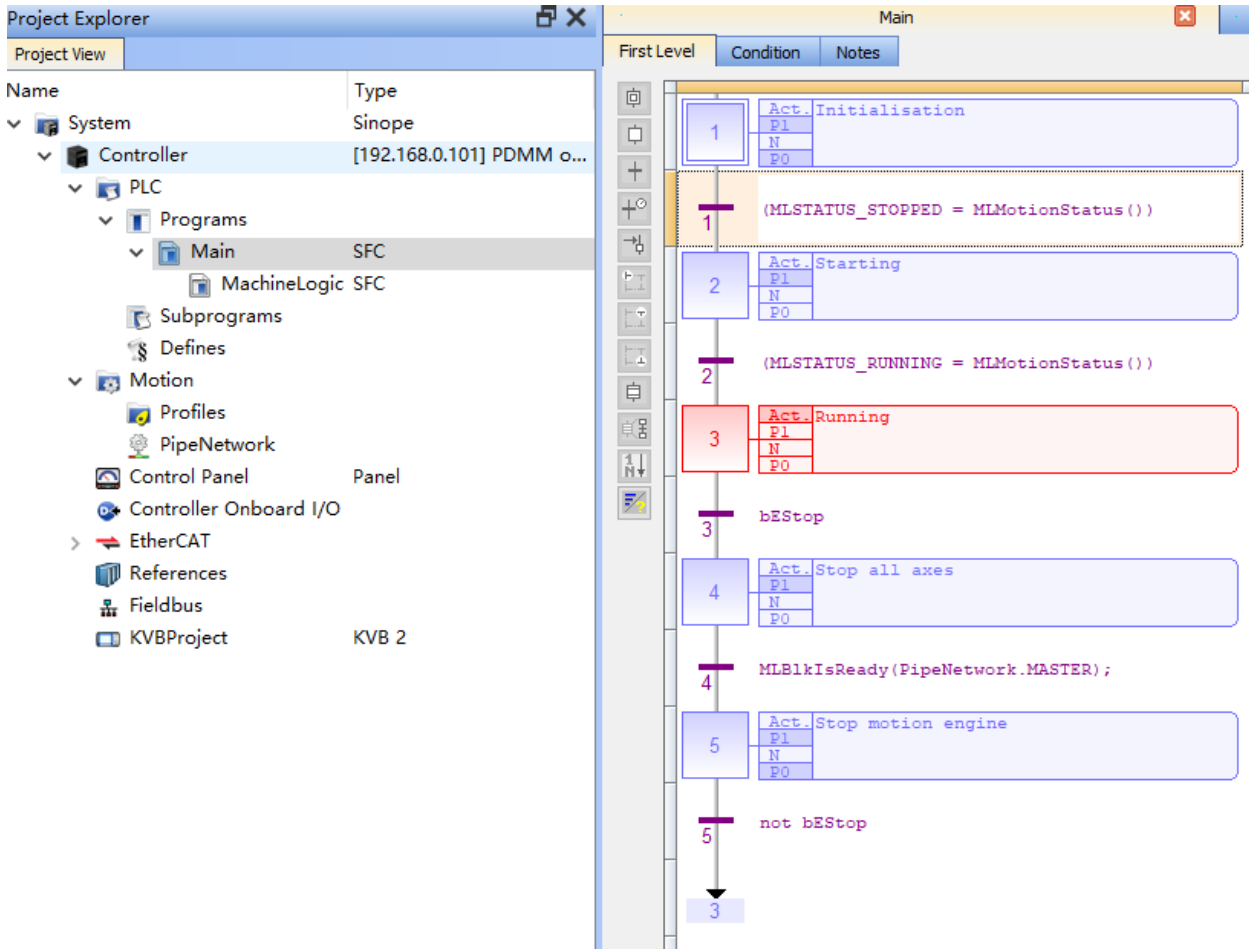 Project Explorer
Project View
Name Type
System Sinope
Controller [192.168.0.101] PDMM o...
PLC
Programs
Main SFC
MachineLogic SFC
Subprograms
Defines
Motion
Profiles
PipeNetwork
Control Panel Panel
Controller Onboard I/O
EtherCAT
References
Fieldbus
KVBProject KVB 2
Main
First Level Condition Notes
1 Act. Initialisation
P1
N
P0
1 (MLSTATUS_STOPPED = MLMotionStatus())
2 Act. Starting
P1
N
P0
2 (MLSTATUS_RUNNING = MLMotionStatus())
3 Act. Running
P1
N
P0
3 bEStop
4 Act. Stop all axes
P1
N
P0
4 MLBlkIsReady(PipeNetwork.MASTER);
5 Act. Stop motion engine
P1
N
P0
5 not bEStop
3